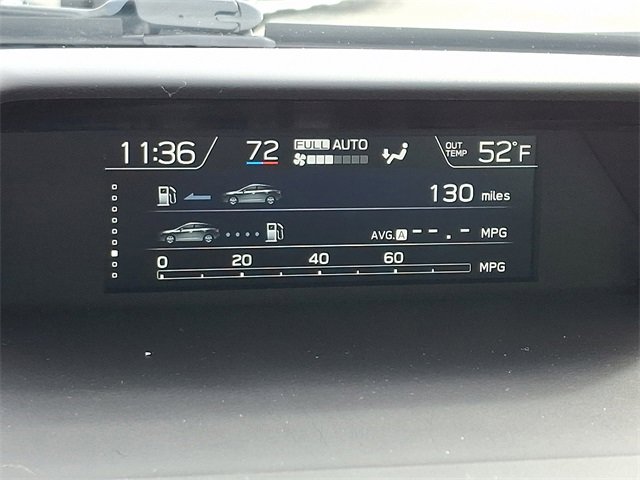 11:36 72 FULL AUTO OUT TEMP 52°F
130 miles
AVG. A --.- MPG
0 20 40 60 MPG